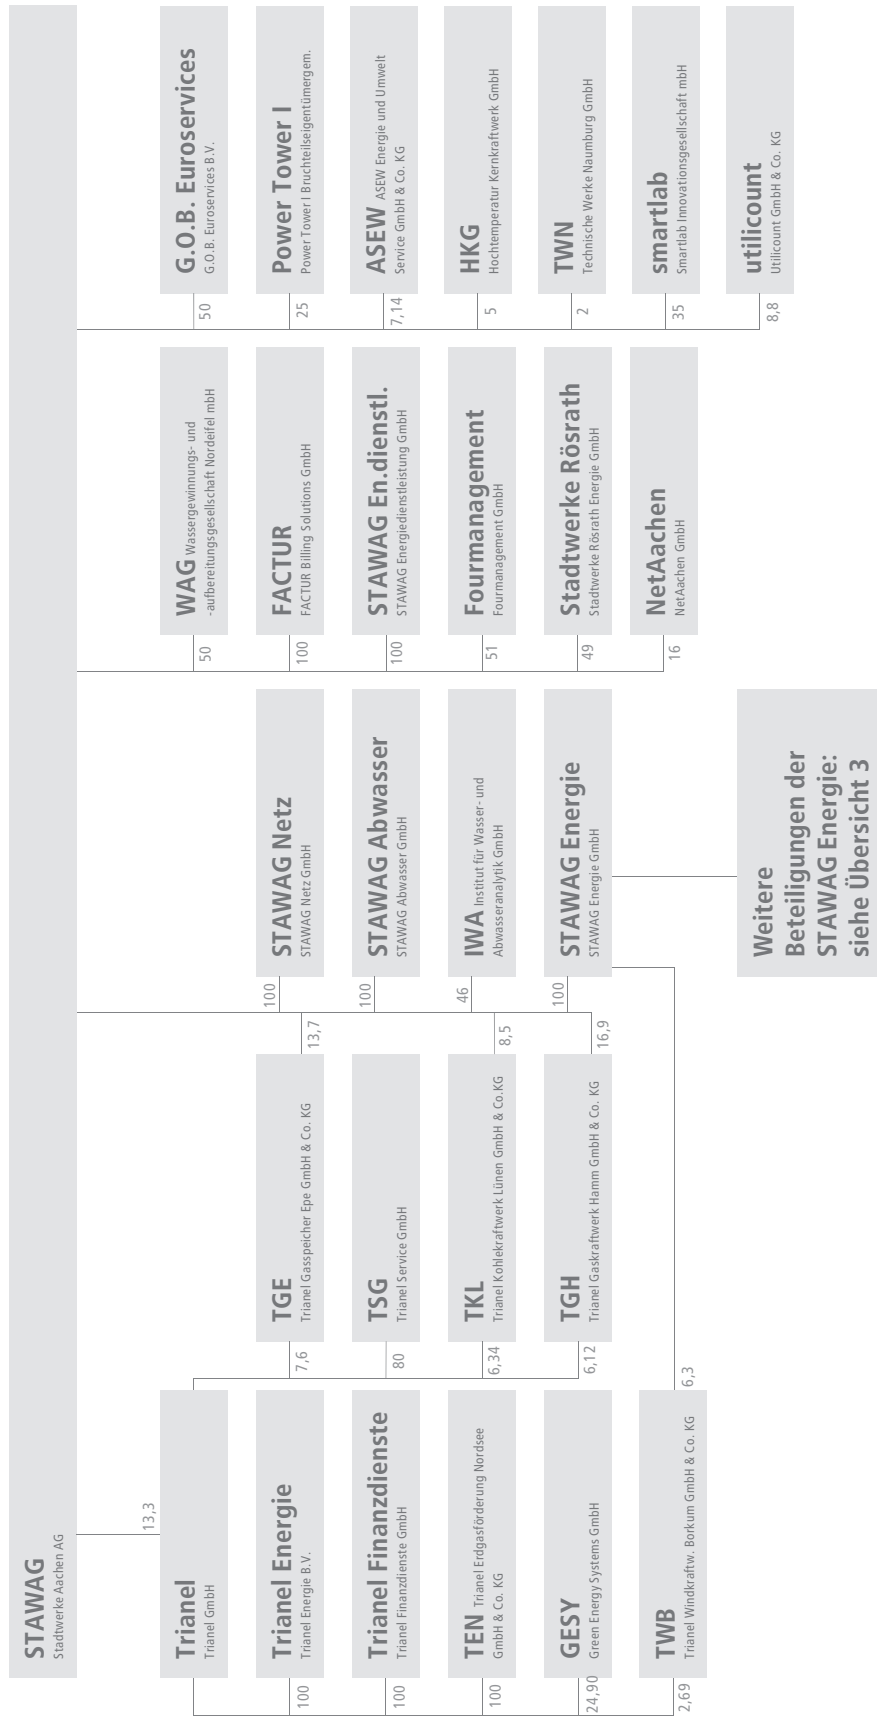 STAWAG
Stadtwerke Aachen AG
13,3
Trianel
Trianel GmbH
100
Trianel Energie
Trianel Energie B.V.
100
Trianel Finanzdienste
Trianel Finanzdienste GmbH
100
TEN Trianel Erdgasförderung Nordsee
GmbH & Co. KG
24,90
GESY
Green Energy Systems GmbH
2,69
TWB
Trianel Windkraftw. Borkum GmbH & Co. KG
6,3
7,6
TGE
Trianel Gasspeicher Epe GmbH & Co. KG
13,7
80
TSG
Trianel Service GmbH
6,34
TKL
Trianel Kohlekraftwerk Lünen GmbH & Co.KG
8,5
6,12
TGH
Trianel Gaskraftwerk Hamm GmbH & Co. KG
16,9
100
STAWAG Netz
STAWAG Netz GmbH
100
STAWAG Abwasser
STAWAG Abwasser GmbH
46
IWA Institut für Wasser- und
Abwasseranalytik GmbH
100
STAWAG Energie
STAWAG Energie GmbH
Weitere
Beteiligungen der
STAWAG Energie:
siehe Übersicht 3
50
WAG Wassergewinnungs- und
-aufbereitungsgesellschaft Nordeifel mbH
100
FACTUR
FACTUR Billing Solutions GmbH
100
STAWAG En.dienstl.
STAWAG Energiedienstleistung GmbH
51
Fourmanagement
Fourmanagement GmbH
49
Stadtwerke Rösrath
Stadtwerke Rösrath Energie GmbH
16
NetAachen
NetAachen GmbH
50
G.O.B. Euroservices
G.O.B. Euroservices B.V.
25
Power Tower I
Power Tower I Bruchteilseigentümergem.
7,14
ASEW ASEW Energie und Umwelt
Service GmbH & Co. KG
5
HKG
Hochtemperatur Kernkraftwerk GmbH
2
TWN
Technische Werke Naumburg GmbH
35
smartlab
Smartlab Innovationsgesellschaft mbH
8,8
utilicount
Utilicount GmbH & Co. KG